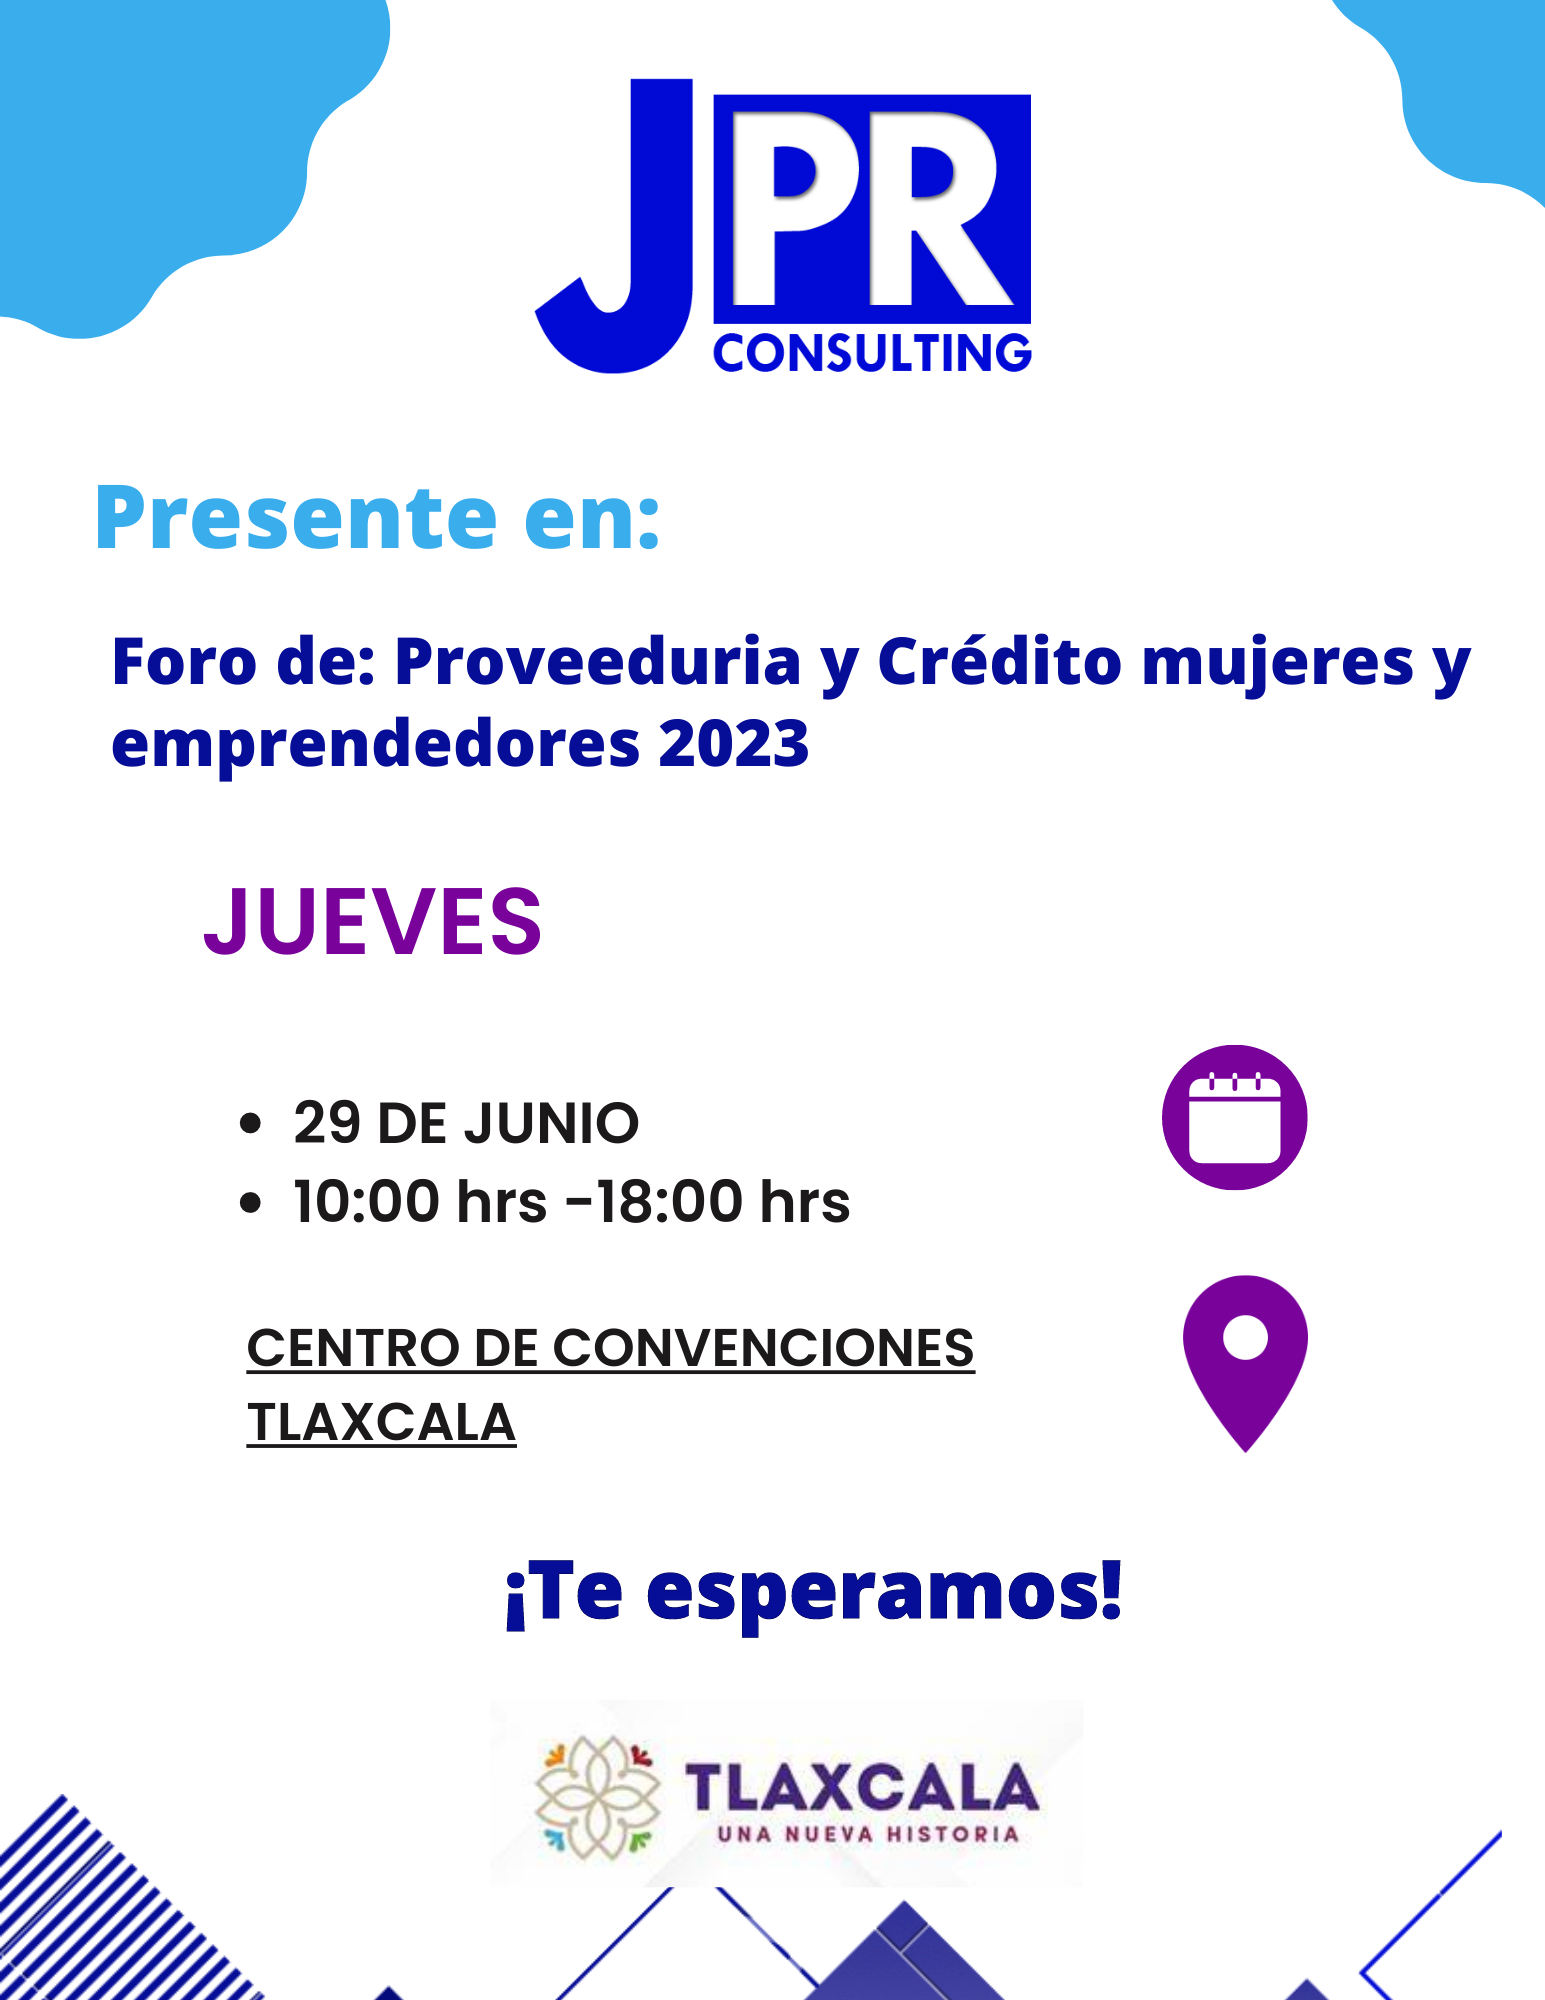 JPR
CONSULTING
Presente en:
Foro de: Proveeduria y Crédito mujeres y
emprendedores 2023
JUEVES
• 29 DE JUNIO
• 10:00 hrs -18:00 hrs
CENTRO DE CONVENCIONES
TLAXCALA
¡Te esperamos!
TLAXCALA
UNA NUEVA HISTORIA